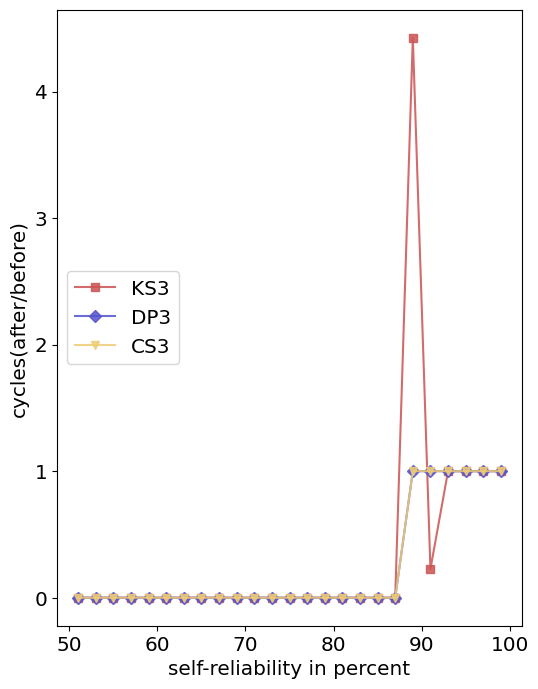 cycles(after/before)
4
3
2
1
0
KS3
DP3
CS3
50 60 70 80 90 100
self-reliability in percent